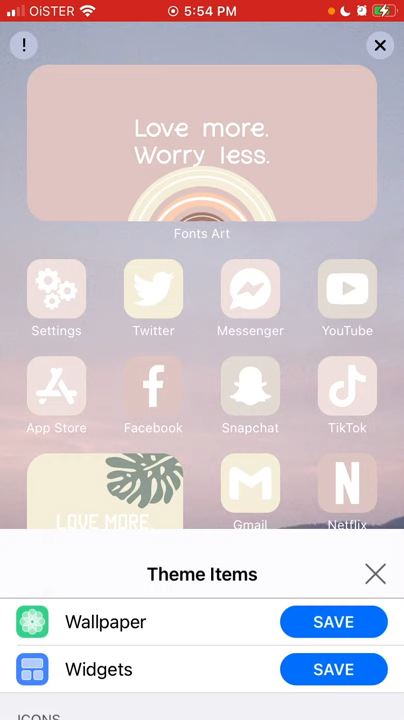 OiSTER 5:54 PM
!
Love more.
Worry less.
Fonts Art
Settings Twitter Messenger YouTube
App Store Facebook Snapchat TikTok
LOVE MORE
Gmail Netflix
Theme Items
Wallpaper SAVE
Widgets SAVE
ICONS